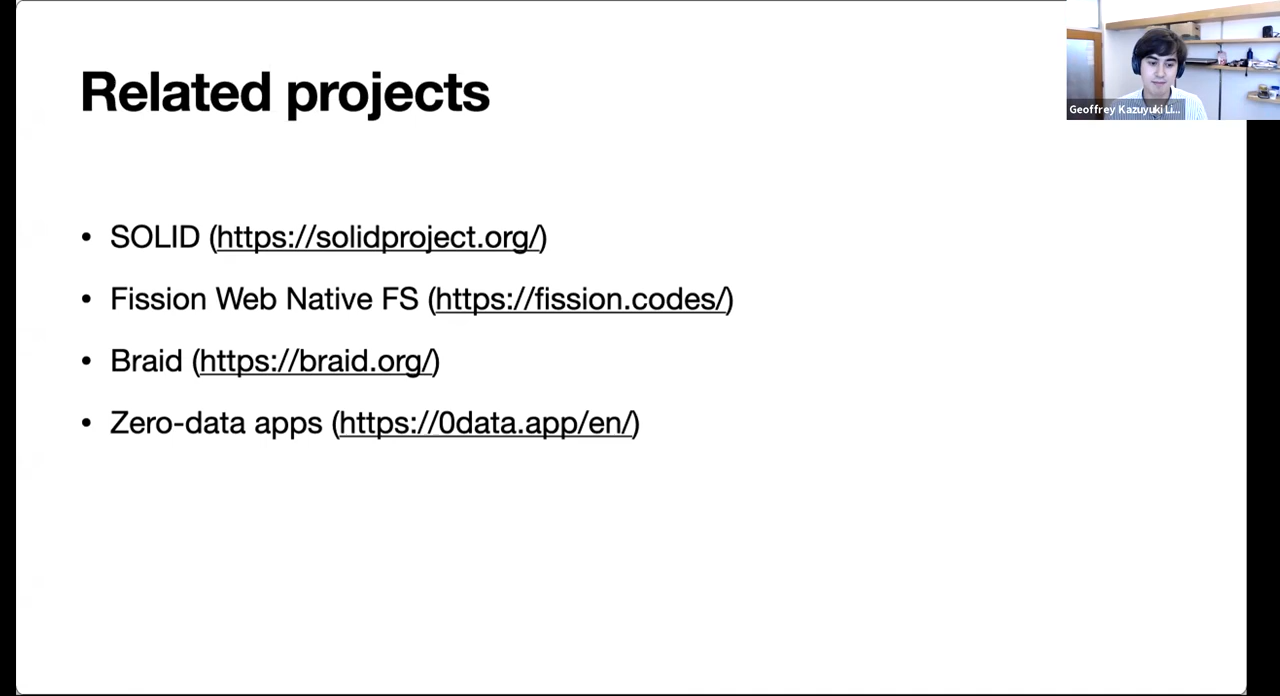 Related projects
Geoffrey Kazuyuki Li...
• SOLID (https://solidproject.org/)
• Fission Web Native FS (https://fission.codes/)
• Braid (https://braid.org/)
• Zero-data apps (https://0data.app/en/)